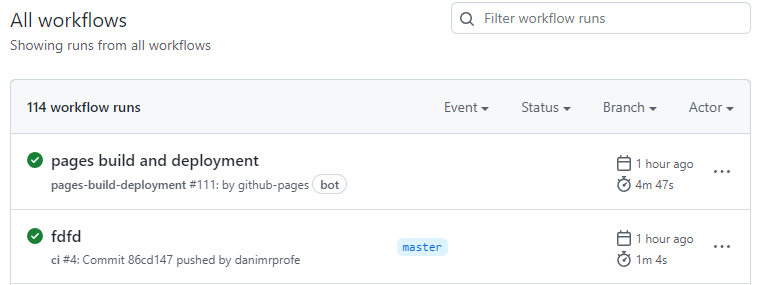 All workflows
Filter workflow runs
Showing runs from all workflows
114 workflow runs Event Status Branch Actor
pages build and deployment
1 hour ago
pages-build-deployment #111: by github-pages bot
4m 47s
fdfd
master
1 hour ago
ci #4: Commit 86cd147 pushed by danimrprofe
1m 4s